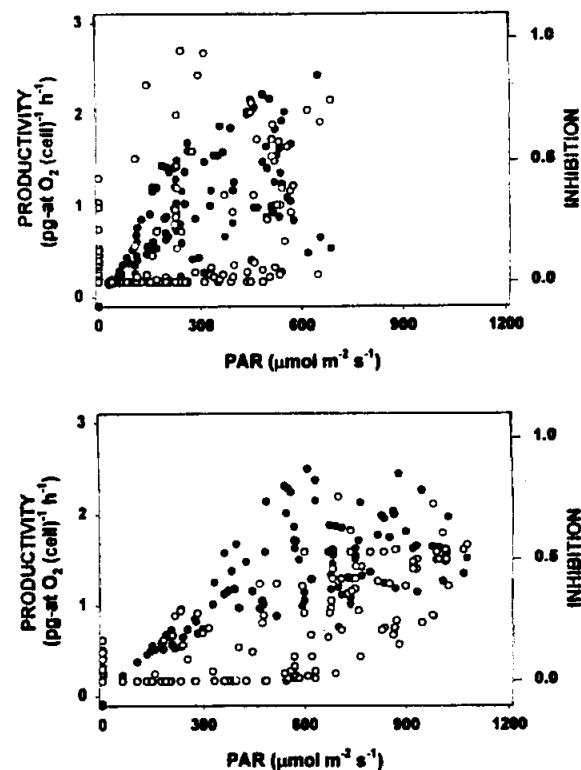 3
2
1
0
PRODUCTIVITY
(pg-at O₂ (cell)⁻¹ h⁻¹)
1.0
0.5
0.0
INHIBITION
0 300 600 900 1200
PAR (μmol m⁻² s⁻¹)
3
2
1
0
PRODUCTIVITY
(pg-at O₂ (cell)⁻¹ h⁻¹)
1.0
0.5
0.0
INHIBITION
0 300 600 900 1200
PAR (μmol m⁻² s⁻¹)